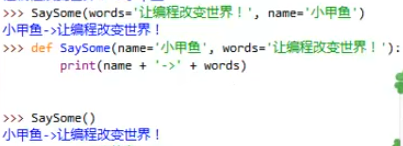 >>> SaySome(words='让编程改变世界！', name='小甲鱼')
小甲鱼->让编程改变世界！
>>> def SaySome(name='小甲鱼', words='让编程改变世界！'):
        print(name + '->' + words)
>>> SaySome()
小甲鱼->让编程改变世界！